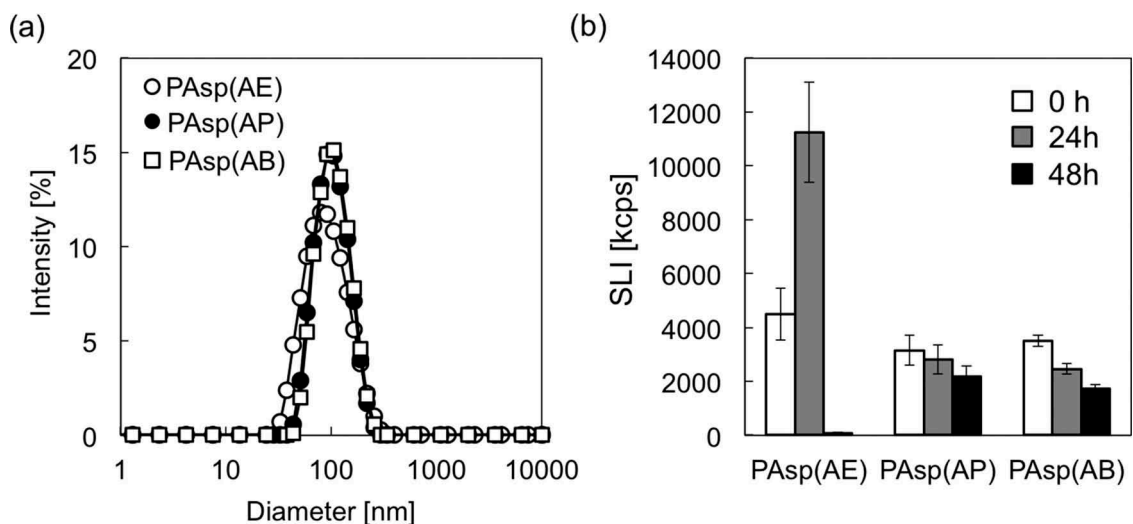 (a)
20
15
10
5
0
Intensity [%]
PAsp(AE)
PAsp(AP)
PAsp(AB)
1 10 100 1000 10000
Diameter [nm]
(b)
14000
12000
10000
8000
6000
4000
2000
0
SLI [kcps]
0 h
24h
48h
PAsp(AE) PAsp(AP) PAsp(AB)